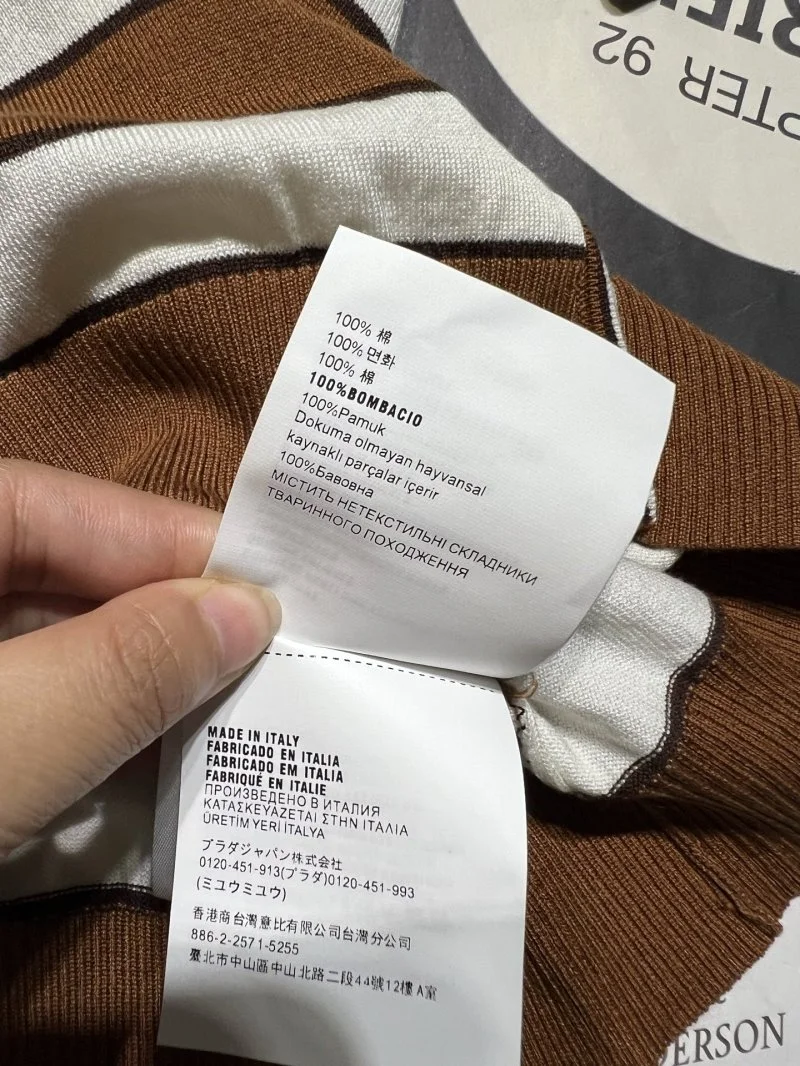 CHAPTER 92
100% 棉
100% 면화
100% 棉
100%BOMBACIO
100%Pamuk
Dokuma olmayan hayvansal
kaynaklı parçalar içerir
100%Бавовна
МІСТИТЬ НЕТЕКСТИЛЬНІ СКЛАДНИКИ
ТВАРИННОГО ПОХОДЖЕННЯ
MADE IN ITALY
FABRICADO EN ITALIA
FABRICADO EM ITALIA
FABRIQUÉ EN ITALIE
ПРОИЗВЕДЕНО В ИТАЛИЯ
ΚΑΤΑΣΚΕΥΑΖΕΤΑΙ ΣΤΗΝ ΙΤΑΛΙΑ
ÜRETİM YERİ İTALYA
プラダジャパン株式会社
0120-451-913(プラダ)0120-451-993
(ミユウミユウ)
香港商台灣意比有限公司台灣分公司
886-2-2571-5255
臺北市中山區中山北路二段44號12樓A室
ERSON